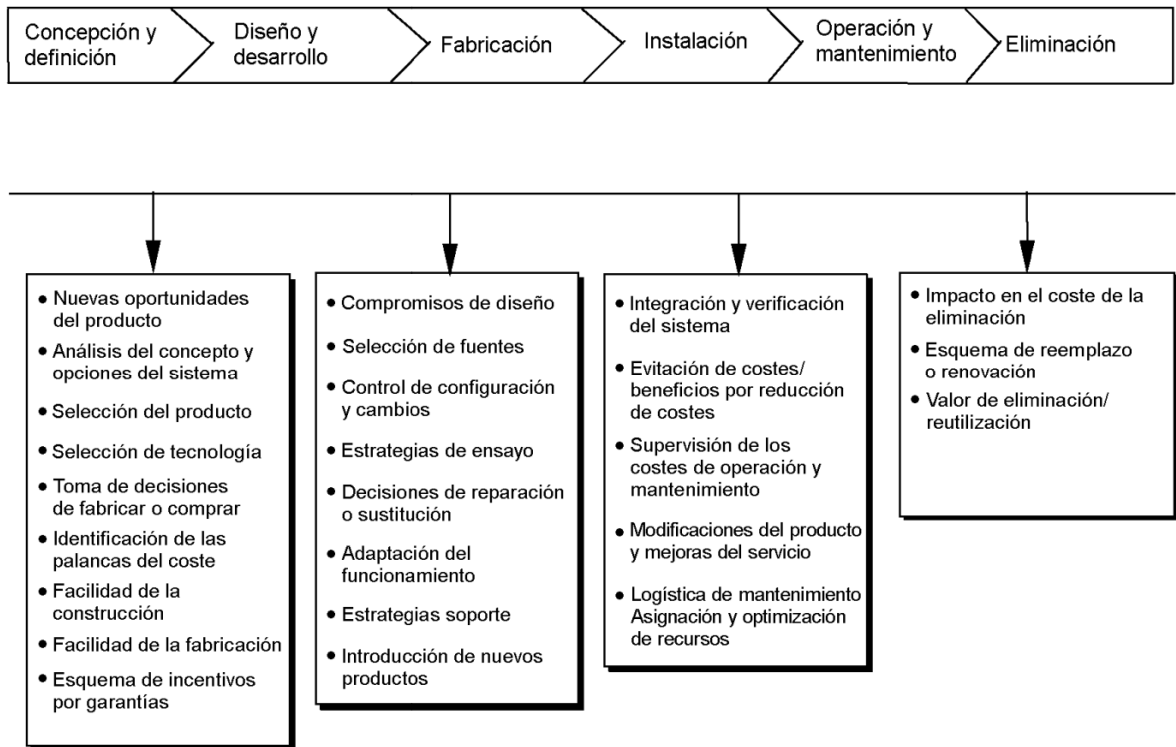 Concepción y
definición
Diseño y
desarrollo
Fabricación
Instalación
Operación y
mantenimiento
Eliminación
• Nuevas oportunidades
del producto
• Análisis del concepto y
opciones del sistema
• Selección del producto
• Selección de tecnología
• Toma de decisiones
de fabricar o comprar
• Identificación de las
palancas del coste
• Facilidad de la
construcción
• Facilidad de la fabricación
• Esquema de incentivos
por garantías
• Compromisos de diseño
• Selección de fuentes
• Control de configuración
y cambios
• Estrategias de ensayo
• Decisiones de reparación
o sustitución
• Adaptación del
funcionamiento
• Estrategias soporte
• Introducción de nuevos
productos
• Integración y verificación
del sistema
• Evitación de costes/
beneficios por reducción
de costes
• Supervisión de los
costes de operación y
mantenimiento
• Modificaciones del producto
y mejoras del servicio
• Logística de mantenimiento
Asignación y optimización
de recursos
• Impacto en el coste de la
eliminación
• Esquema de reemplazo
o renovación
• Valor de eliminación/
reutilización